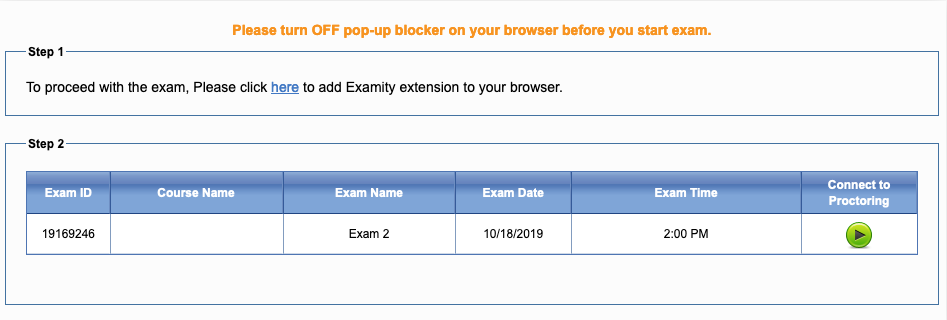 Please turn OFF pop-up blocker on your browser before you start exam.
Step 1
To proceed with the exam, Please click here to add Examity extension to your browser.
Step 2
Exam ID Course Name Exam Name Exam Date Exam Time Connect to Proctoring
19169246 Exam 2 10/18/2019 2:00 PM